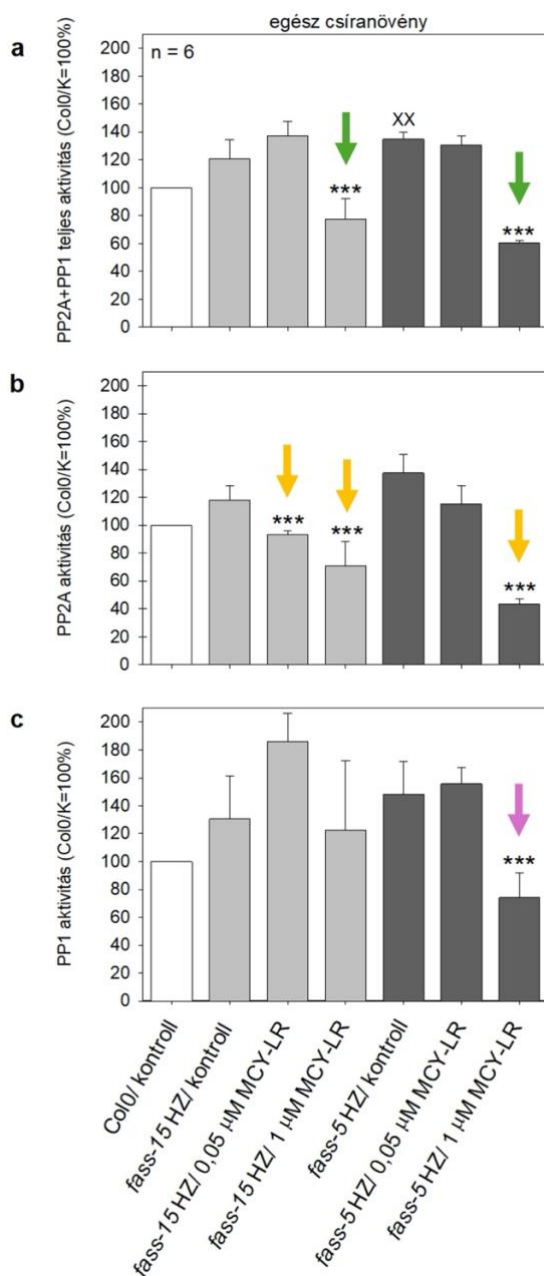 egész csíranövény
a
n = 6
PP2A+PP1 teljes aktivitás (Col0/K=100%)
200
180
160
140
120
100
80
60
40
20
0
***
XX
***
b
PP2A aktivitás (Col0/K=100%)
200
180
160
140
120
100
80
60
40
20
0
***
***
***
c
PP1 aktivitás (Col0/K=100%)
200
180
160
140
120
100
80
60
40
20
0
***
Col0/ kontroll
fass-15 HZ/ kontroll
fass-15 HZ/ 0,05 µM MCY-LR
fass-15 HZ/ 1 µM MCY-LR
fass-5 HZ/ kontroll
fass-5 HZ/ 0,05 µM MCY-LR
fass-5 HZ/ 1 µM MCY-LR